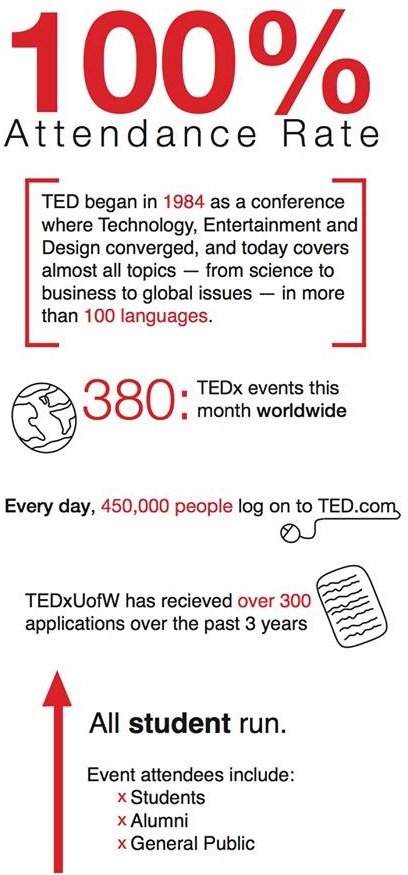 100%
Attendance Rate
TED began in 1984 as a conference
where Technology, Entertainment and
Design converged, and today covers
almost all topics — from science to
business to global issues — in more
than 100 languages.
380: TEDx events this
month worldwide
Every day, 450,000 people log on to TED.com
TEDxUofW has recieved over 300
applications over the past 3 years
All student run.
Event attendees include:
x Students
x Alumni
x General Public